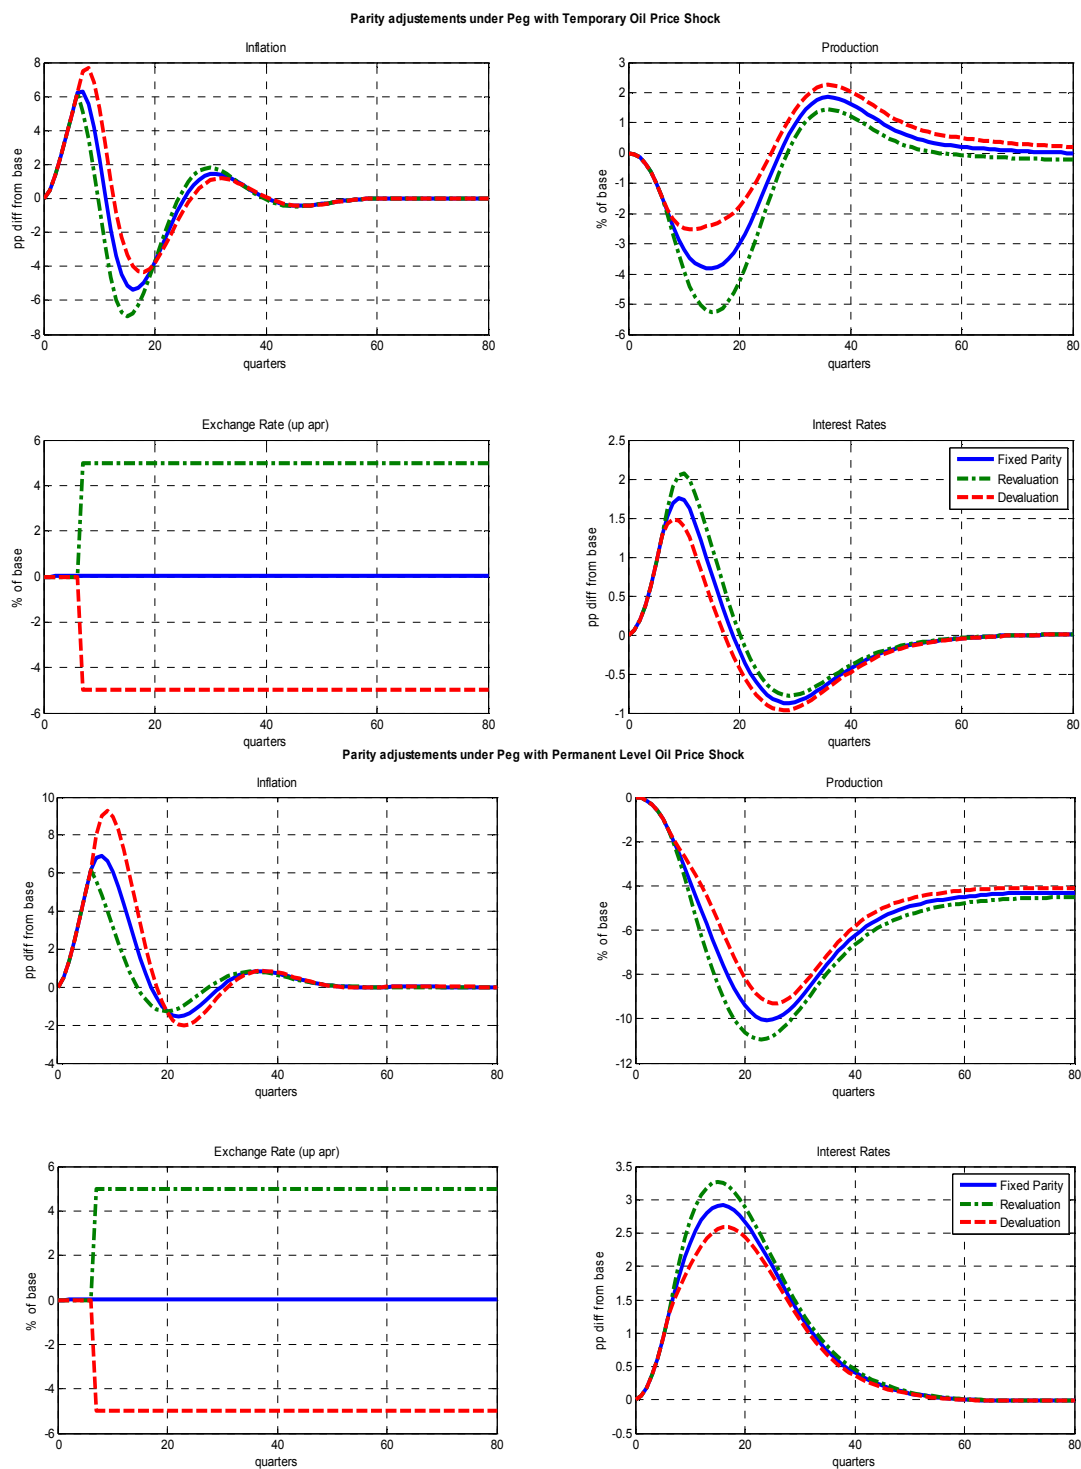 Parity adjustements under Peg with Temporary Oil Price Shock
Inflation
8
6
4
2
0
-2
-4
-6
-8
pp diff from base
0 20 40 60 80
quarters
Production
3
2
1
0
-1
-2
-3
-4
-5
-6
% of base
0 20 40 60 80
quarters
Exchange Rate (up apr)
6
4
2
0
-2
-4
-6
% of base
0 20 40 60 80
quarters
Interest Rates
2.5
2
1.5
1
0.5
0
-0.5
-1
pp diff from base
Fixed Parity
Revaluation
Devaluation
0 20 40 60 80
quarters
Parity adjustements under Peg with Permanent Level Oil Price Shock
Inflation
10
8
6
4
2
0
-2
-4
pp diff from base
0 20 40 60 80
quarters
Production
0
-2
-4
-6
-8
-10
-12
% of base
0 20 40 60 80
quarters
Exchange Rate (up apr)
6
4
2
0
-2
-4
-6
% of base
0 20 40 60 80
quarters
Interest Rates
3.5
3
2.5
2
1.5
1
0.5
0
-0.5
pp diff from base
Fixed Parity
Revaluation
Devaluation
0 20 40 60 80
quarters